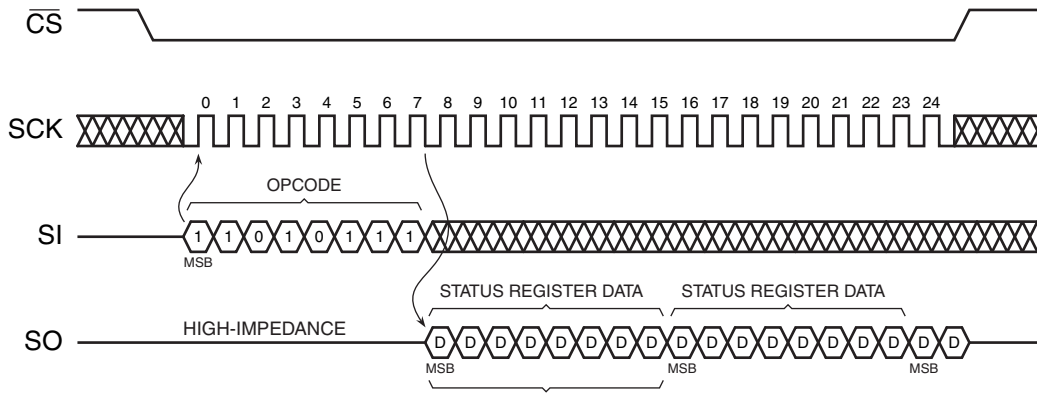 CS
0 1 2 3 4 5 6 7 8 9 10 11 12 13 14 15 16 17 18 19 20 21 22 23 24
SCK
OPCODE
SI 1 1 0 1 0 1 1 1
MSB
STATUS REGISTER DATA STATUS REGISTER DATA
HIGH-IMPEDANCE
SO D D D D D D D D D D D D D D D D D D
MSB MSB MSB